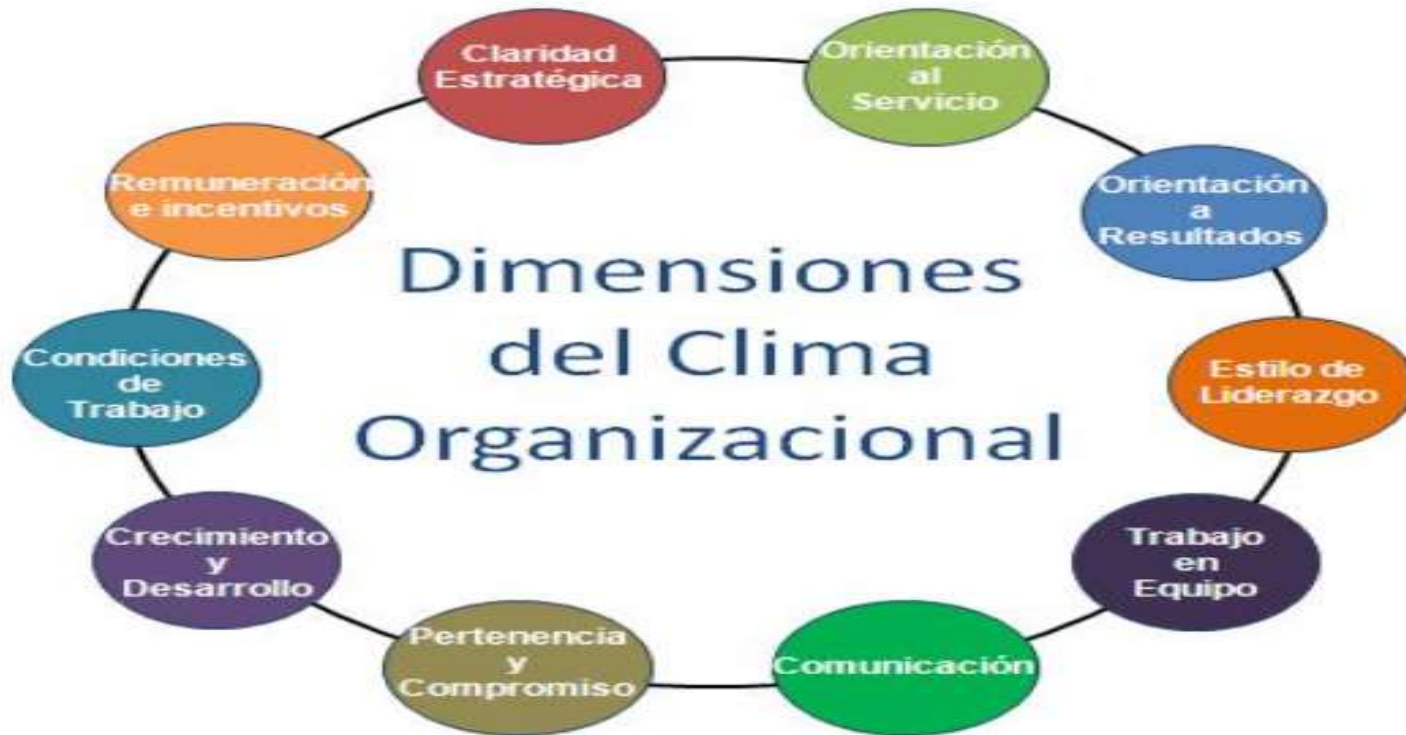 Claridad
Estratégica
Orientación
al
Servicio
Orientación
a
Resultados
Estilo de
Liderazgo
Trabajo
en
Equipo
Comunicación
Pertenencia
y
Compromiso
Crecimiento
y
Desarrollo
Condiciones
de
Trabajo
Remuneración
e incentivos
Dimensiones
del Clima
Organizacional